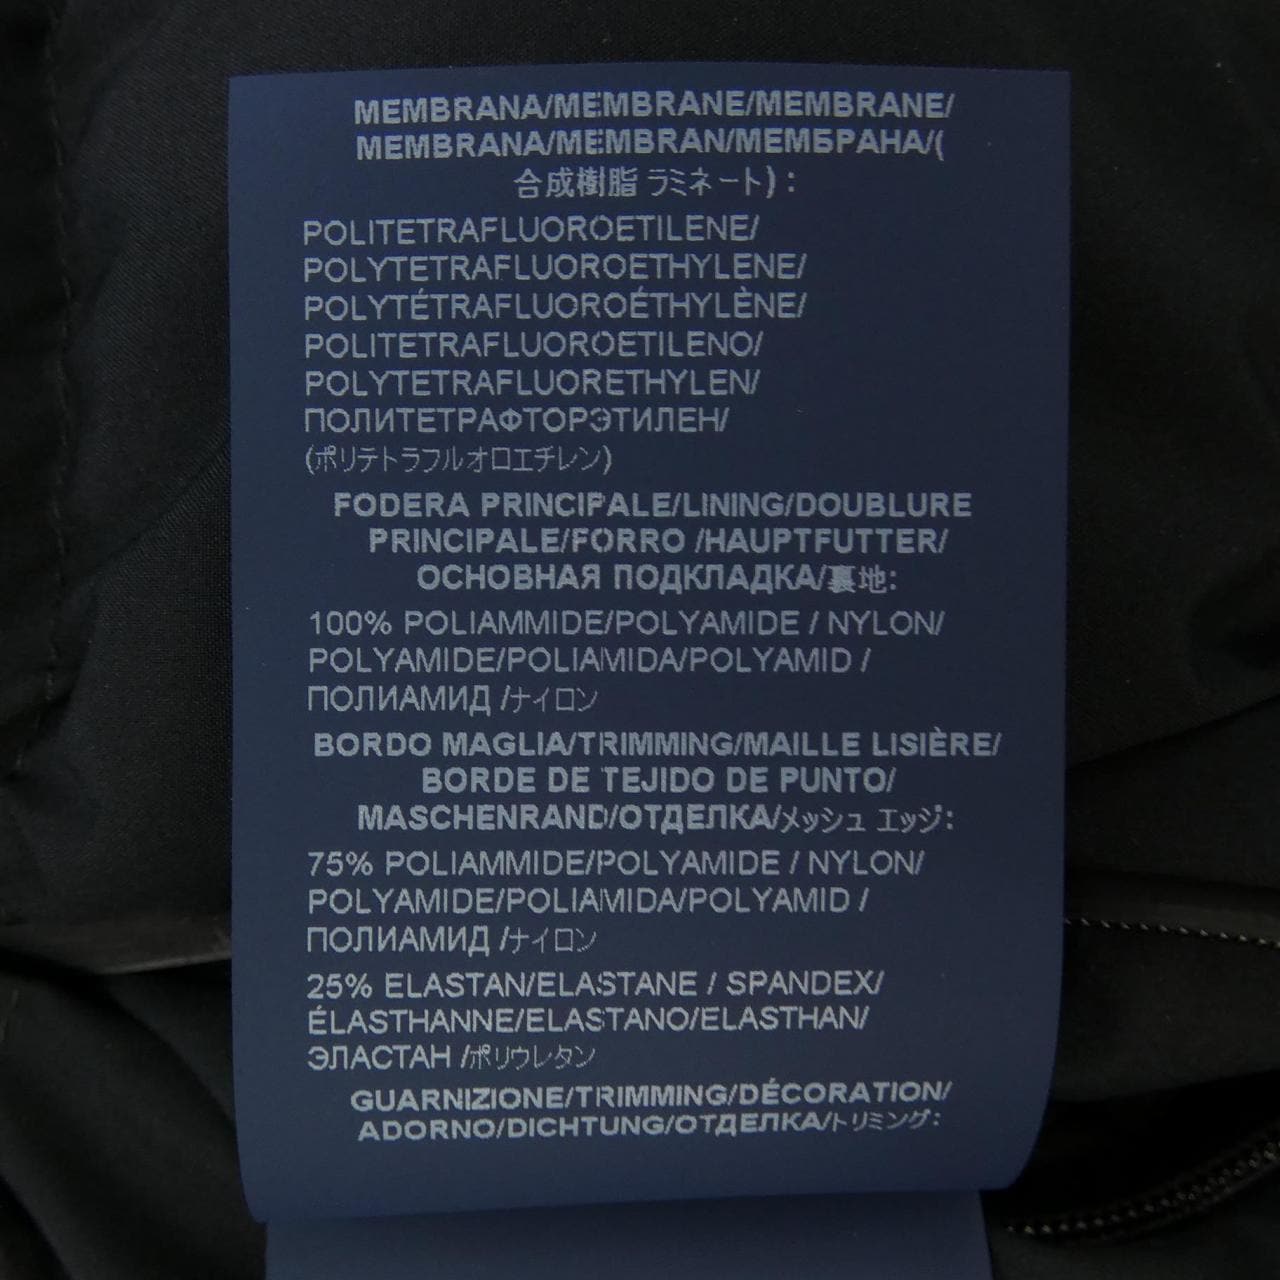 MEMBRANA/MEMBRANE/MEMBRANE/
MEMBRANA/MEMBRAN/МЕМБРАНА/(
合成樹脂 ラミネート) :
POLITETRAFLUOROETILENE/
POLYTETRAFLUOROETHYLENE/
POLYTÉTRAFLUOROÉTHYLÈNE/
POLITETRAFLUOROETILENO/
POLYTETRAFLUORETHYLEN/
ПОЛИТЕТРАФТОРЭТИЛЕН/
(ポリテトラフルオロエチレン)
FODERA PRINCIPALE/LINING/DOUBLURE
PRINCIPALE/FORRO /HAUPTFUTTER/
ОСНОВНАЯ ПОДКЛАДКА/裏地:
100% POLIAMMIDE/POLYAMIDE / NYLON/
POLYAMIDE/POLIAMIDA/POLYAMID /
ПОЛИАМИД /ナイロン
BORDO MAGLIA/TRIMMING/MAILLE LISIÈRE/
BORDE DE TEJIDO DE PUNTO/
MASCHENRAND/ОТДЕЛКА/メッシュ エッジ:
75% POLIAMMIDE/POLYAMIDE / NYLON/
POLYAMIDE/POLIAMIDA/POLYAMID /
ПОЛИАМИД /ナイロン
25% ELASTAN/ELASTANE / SPANDEX/
ÉLASTHANNE/ELASTANO/ELASTHAN/
ЭЛАСТАН /ポリウレタン
GUARNIZIONE/TRIMMING/DÉCORATION/
ADORNO/DICHTUNG/ОТДЕЛКА/トリミング: